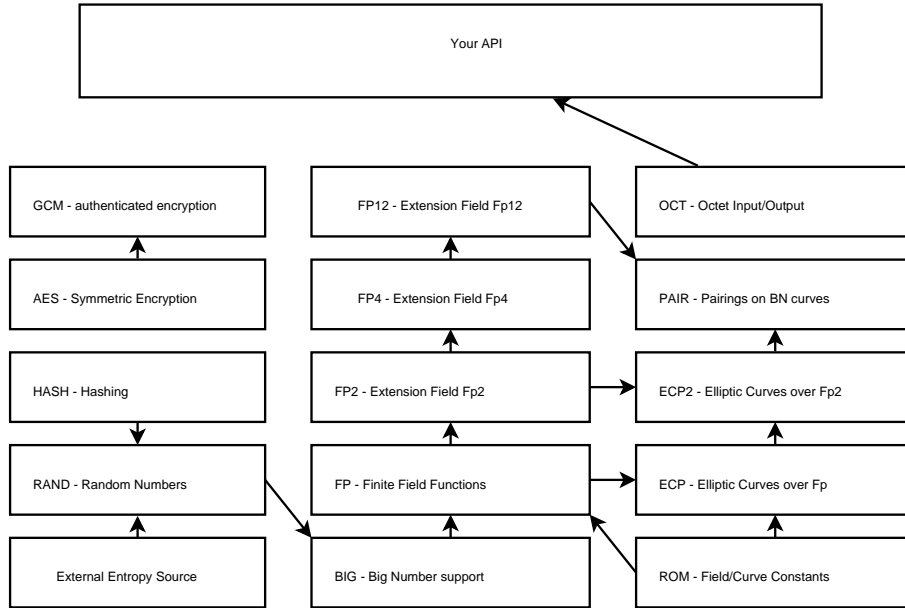 Your API
GCM - authenticated encryption
FP12 - Extension Field Fp12
OCT - Octet Input/Output
AES - Symmetric Encryption
FP4 - Extension Field Fp4
PAIR - Pairings on BN curves
HASH - Hashing
FP2 - Extension Field Fp2
ECP2 - Elliptic Curves over Fp2
RAND - Random Numbers
FP - Finite Field Functions
ECP - Elliptic Curves over Fp
External Entropy Source
BIG - Big Number support
ROM - Field/Curve Constants